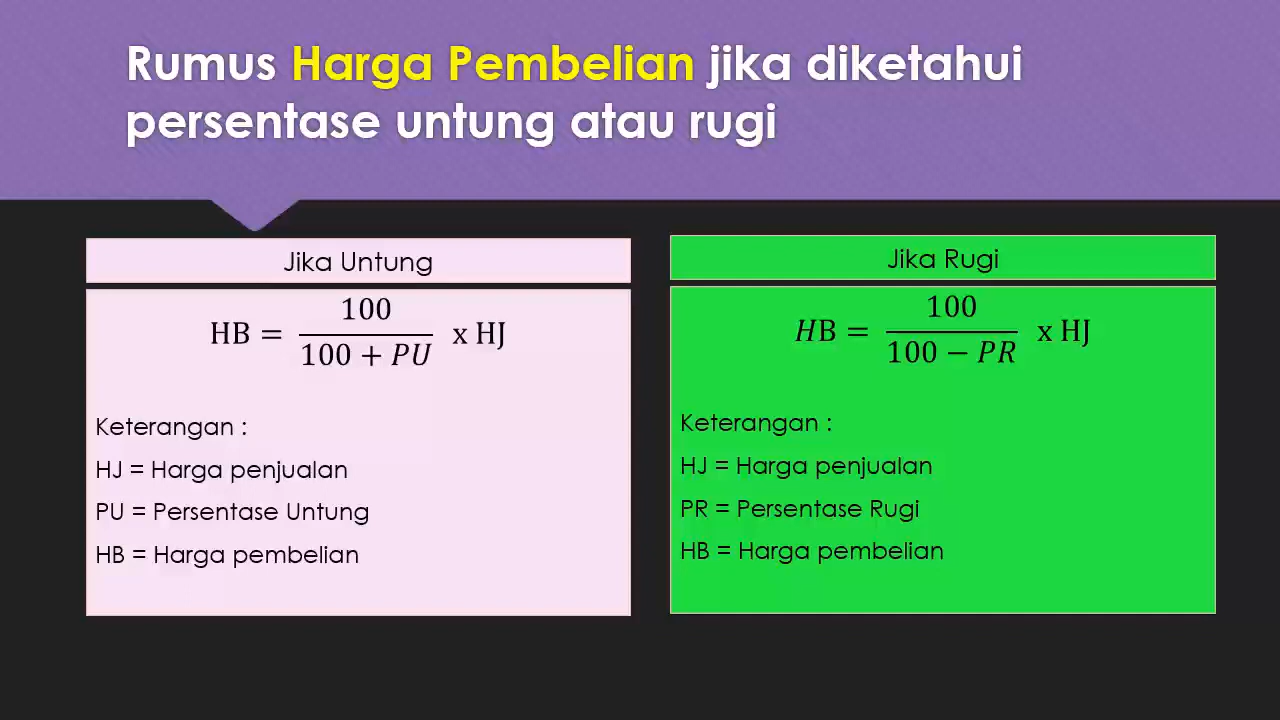 Rumus Harga Pembelian jika diketahui
persentase untung atau rugi
Jika Untung
HB = 100 / (100 + PU) x HJ
Keterangan :
HJ = Harga penjualan
PU = Persentase Untung
HB = Harga pembelian
Jika Rugi
HB = 100 / (100 − PR) x HJ
Keterangan :
HJ = Harga penjualan
PR = Persentase Rugi
HB = Harga pembelian